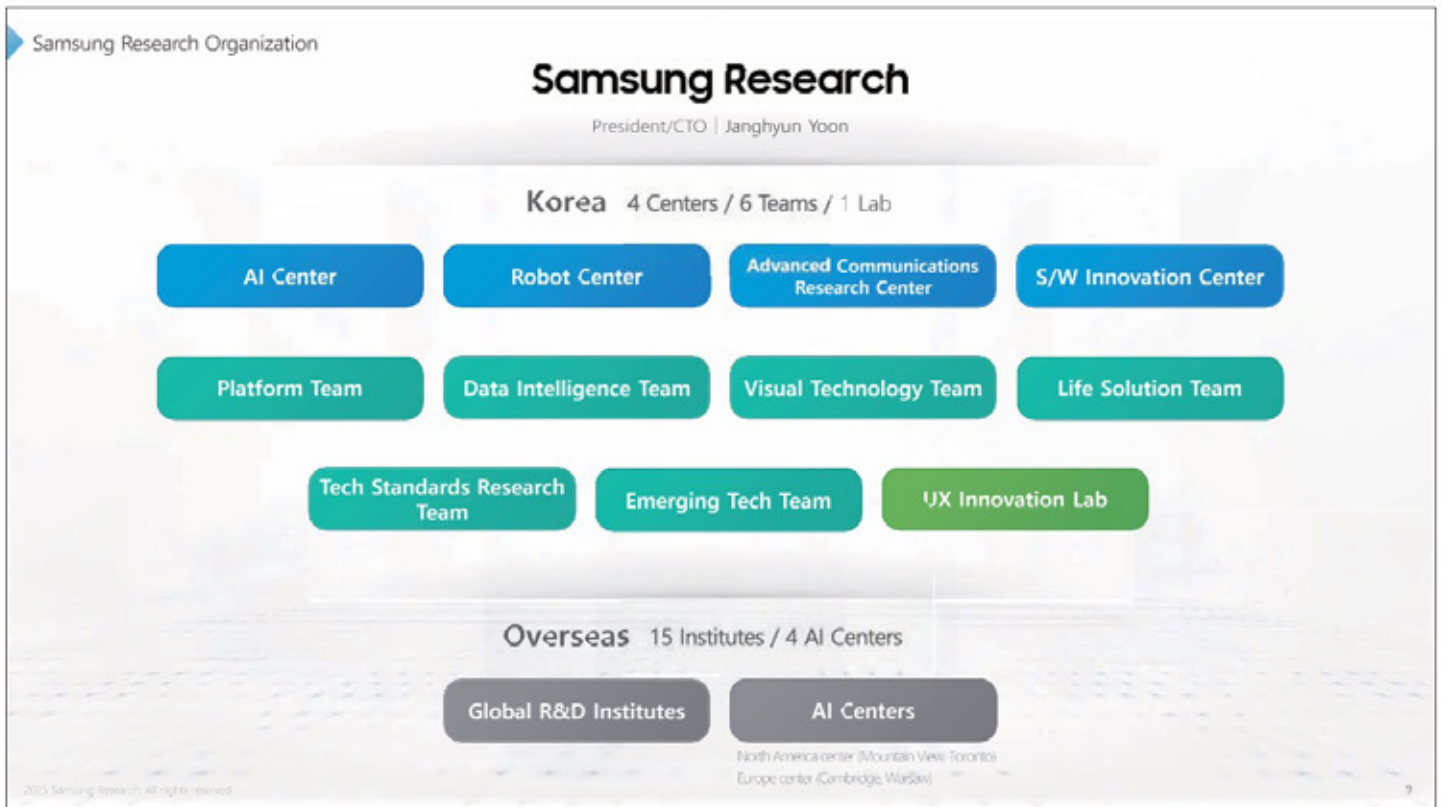 Samsung Research Organization
Samsung Research
President/CTO | Janghyun Yoon
Korea 4 Centers / 6 Teams / 1 Lab
AI Center
Robot Center
Advanced Communications
Research Center
S/W Innovation Center
Platform Team
Data Intelligence Team
Visual Technology Team
Life Solution Team
Tech Standards Research
Team
Emerging Tech Team
UX Innovation Lab
Overseas 15 Institutes / 4 AI Centers
Global R&D Institutes
AI Centers
North America center (Mountain View, Toronto)
Europe center (Cambridge, Warsaw)
2025 Samsung Research. All rights reserved
9